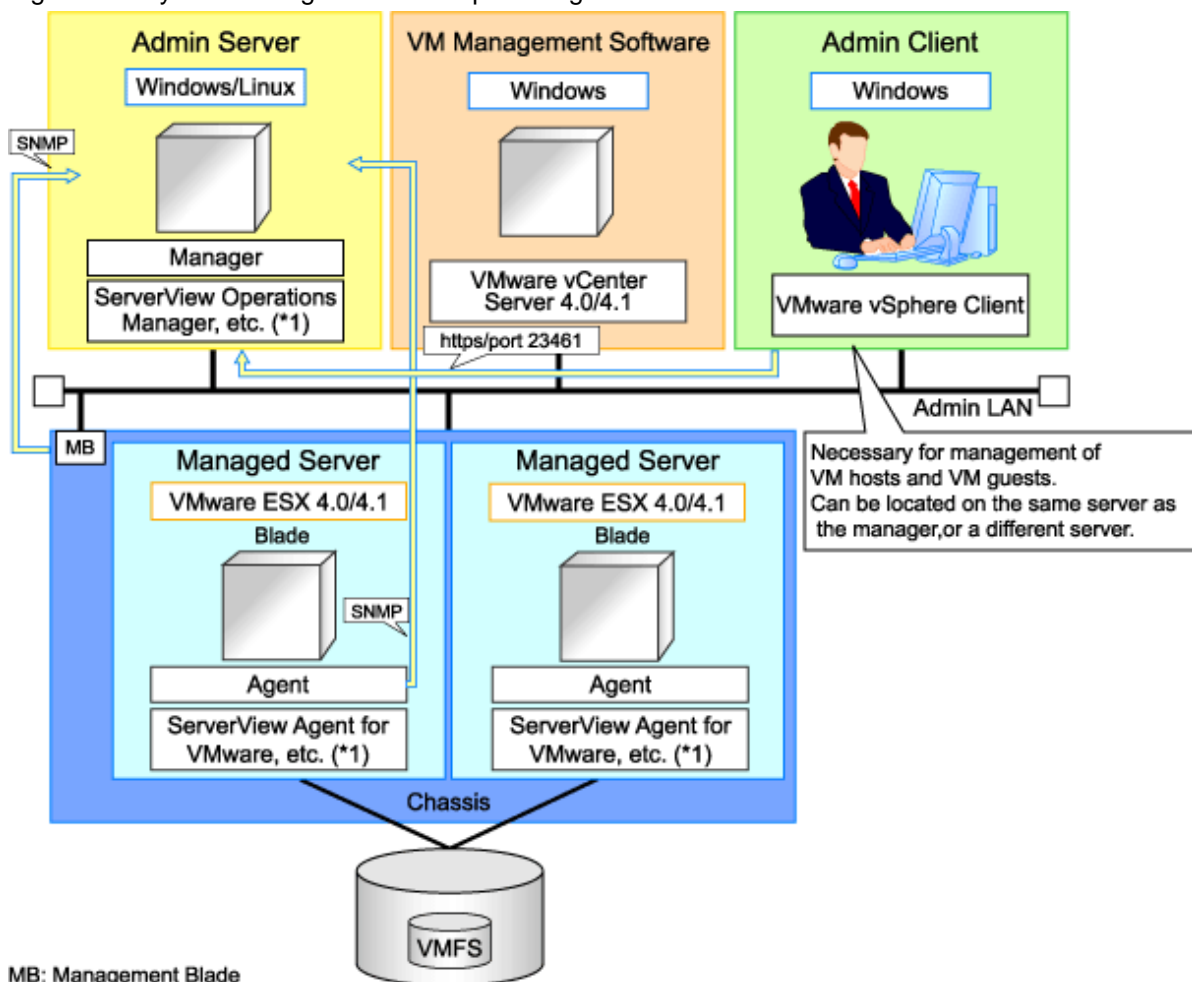 Admin Server
VM Management Software
Admin Client
Windows/Linux
Windows
Windows
SNMP
Manager
ServerView Operations
Manager, etc. (*1)
VMware vCenter
Server 4.0/4.1
VMware vSphere Client
https/port 23461
Admin LAN
MB
Managed Server
Managed Server
VMware ESX 4.0/4.1
VMware ESX 4.0/4.1
Blade
Blade
Necessary for management of
VM hosts and VM guests.
Can be located on the same server as
the manager,or a different server.
SNMP
Agent
Agent
ServerView Agent for
VMware, etc. (*1)
ServerView Agent for
VMware, etc. (*1)
Chassis
VMFS
MB: Management Blade